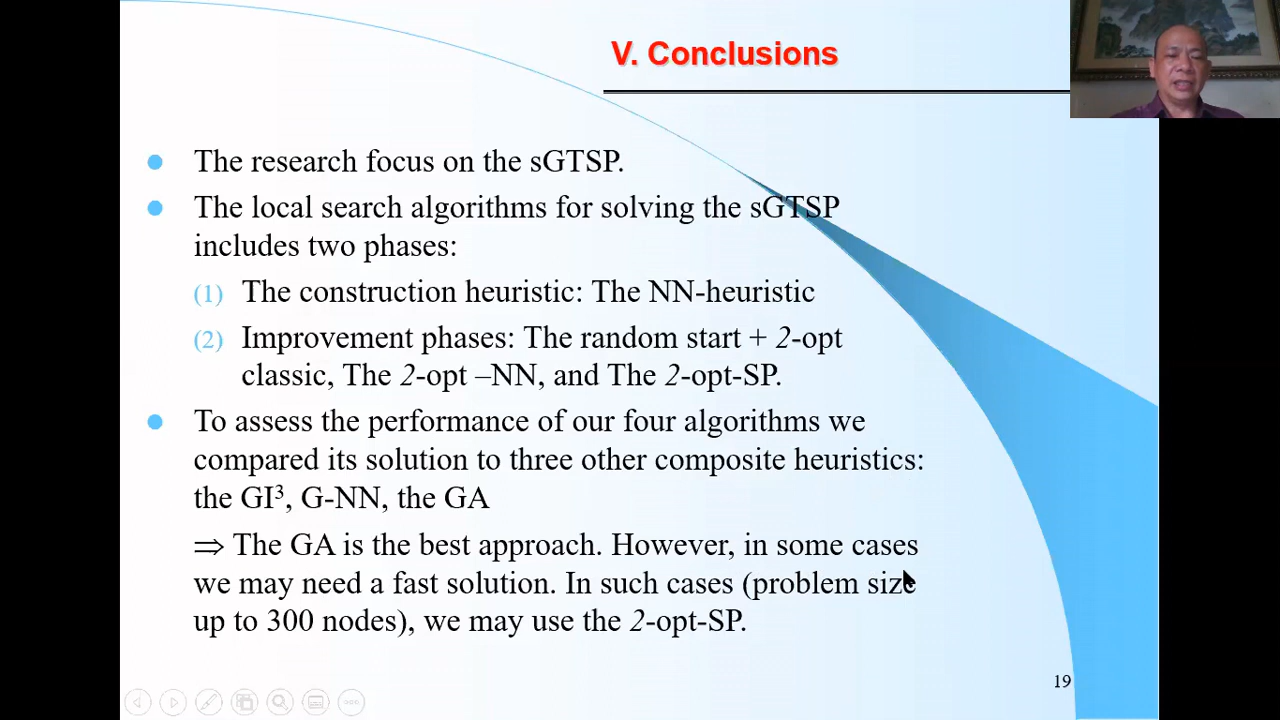 V. Conclusions
The research focus on the sGTSP.
The local search algorithms for solving the sGTSP
includes two phases:
(1) The construction heuristic: The NN-heuristic
(2) Improvement phases: The random start + 2-opt
classic, The 2-opt –NN, and The 2-opt-SP.
To assess the performance of our four algorithms we
compared its solution to three other composite heuristics:
the GI³, G-NN, the GA
⇒ The GA is the best approach. However, in some cases
we may need a fast solution. In such cases (problem size
up to 300 nodes), we may use the 2-opt-SP.
19